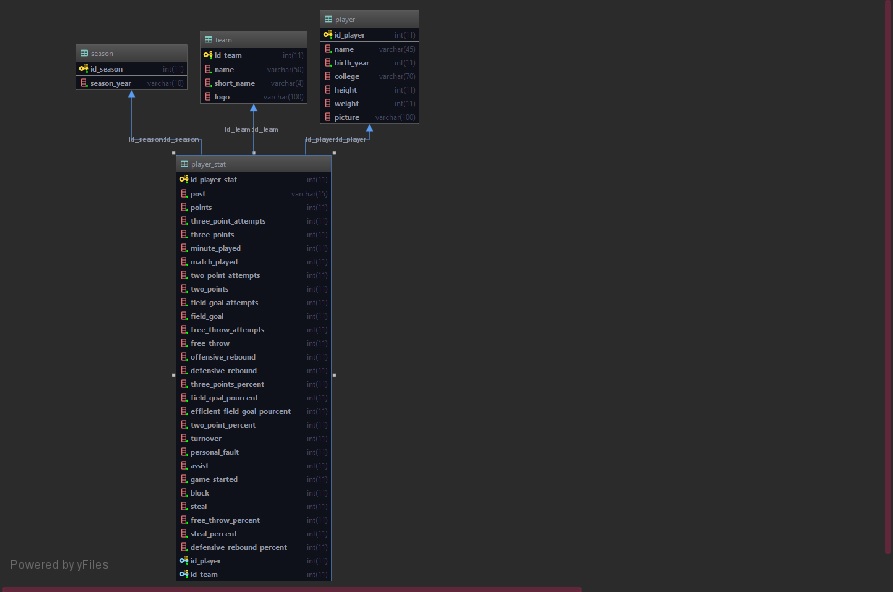 player
id_player int(11)
name varchar(45)
birth_year int(11)
college varchar(70)
height int(11)
weight int(11)
picture varchar(100)
team
id_team int(11)
name varchar(50)
short_name varchar(4)
logo varchar(100)
season
id_season int(11)
season_year varchar(10)
id_season:id_season
id_team:id_team
id_player:id_player
player_stat
id_player_stat int(11)
post
points int(11)
three_point_attempts int(11)
three_points int(11)
minute_played int(11)
match_played int(11)
two_point_attempts int(11)
two_points int(11)
field_goal_attempts int(11)
field_goal int(11)
free_throw_attempts int(11)
free_throw int(11)
offensive_rebound int(11)
defensive_rebound int(11)
three_points_percent int(11)
field_goal_pourcent int(11)
efficient_field_goal_pourcent int(11)
two_point_percent int(11)
turnover int(11)
personal_fault int(11)
assist int(11)
game_started int(11)
block int(11)
steal int(11)
free_throw_percent int(11)
steal_percent int(11)
defensive_rebound_percent int(11)
id_player int(11)
id_team int(11)
Powered by yFiles